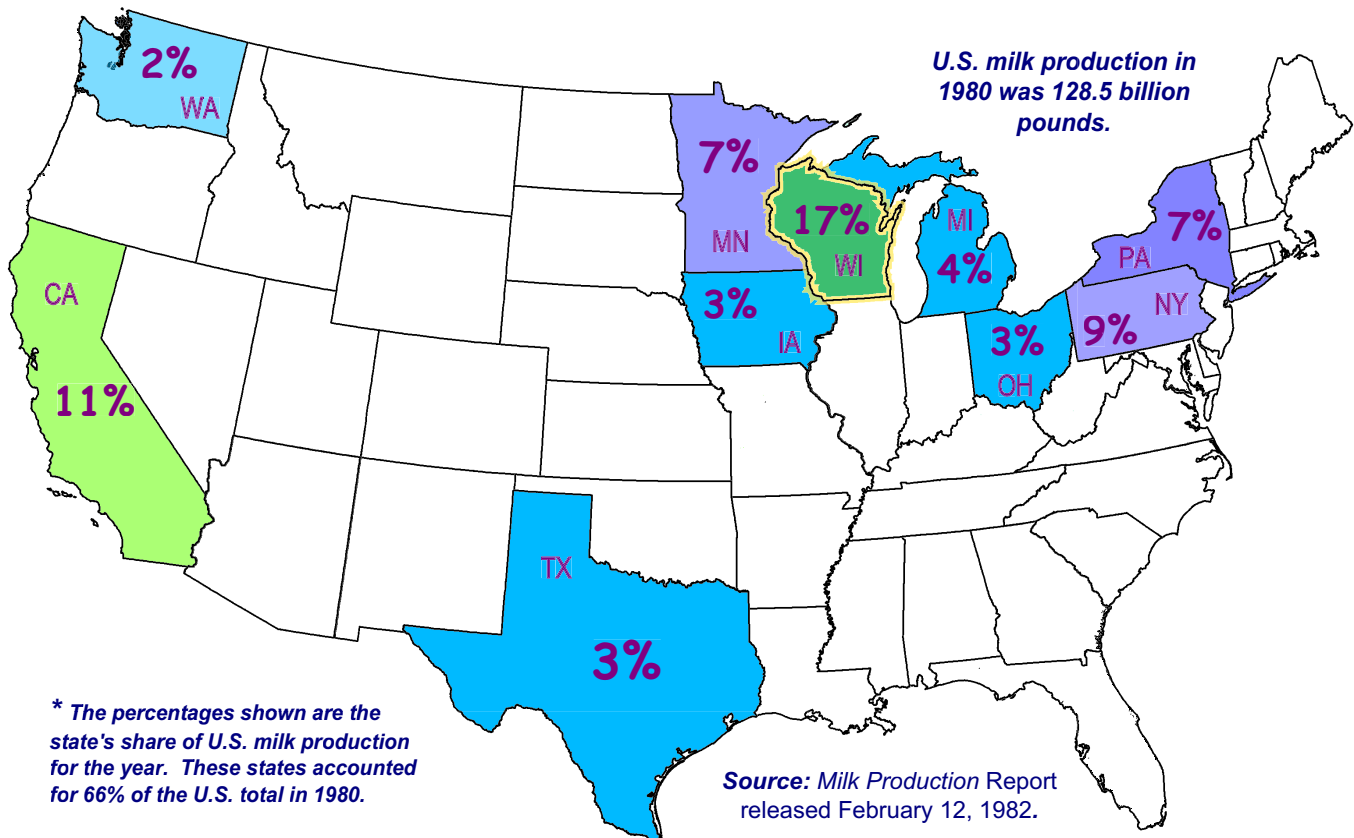 2%
WA
U.S. milk production in
1980 was 128.5 billion
pounds.
7%
MN
17%
WI
MI
4%
7%
PA
CA
11%
3%
IA
3%
OH
NY
9%
TX
3%
* The percentages shown are the
state's share of U.S. milk production
for the year. These states accounted
for 66% of the U.S. total in 1980.
Source: Milk Production Report
released February 12, 1982.